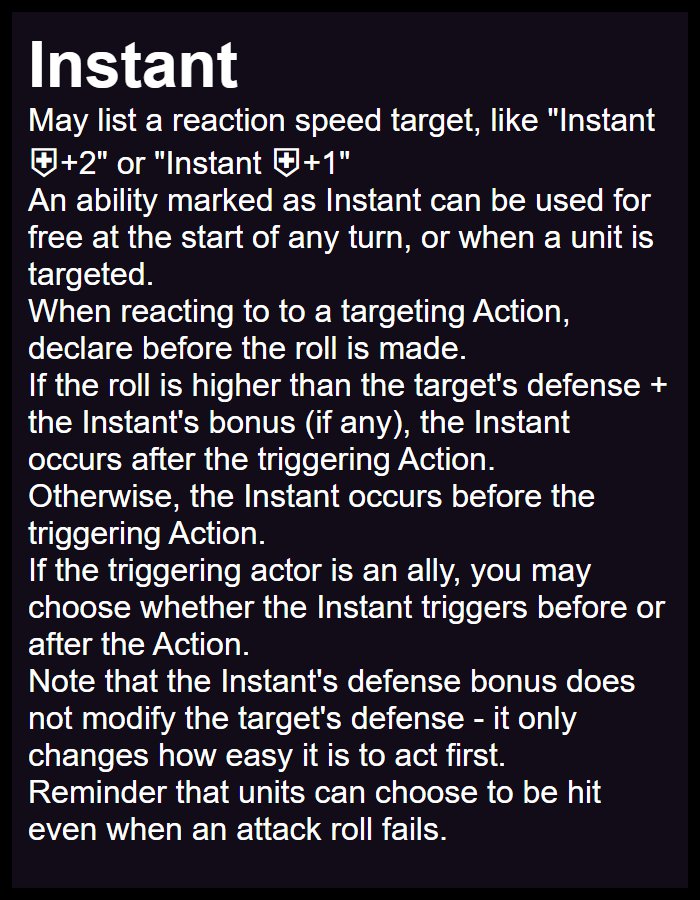 Instant
May list a reaction speed target, like "Instant
⛨+2" or "Instant ⛨+1"
An ability marked as Instant can be used for
free at the start of any turn, or when a unit is
targeted.
When reacting to to a targeting Action,
declare before the roll is made.
If the roll is higher than the target's defense +
the Instant's bonus (if any), the Instant
occurs after the triggering Action.
Otherwise, the Instant occurs before the
triggering Action.
If the triggering actor is an ally, you may
choose whether the Instant triggers before or
after the Action.
Note that the Instant's defense bonus does
not modify the target's defense - it only
changes how easy it is to act first.
Reminder that units can choose to be hit
even when an attack roll fails.